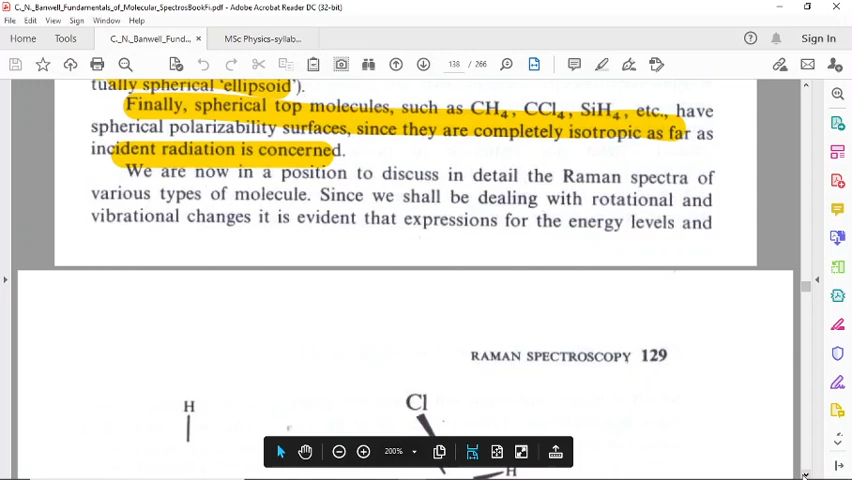 C._N._Banwell_Fundamentals_of_Molecular_SpectrosBookFi.pdf - Adobe Acrobat Reader DC (32-bit)
File Edit View Sign Window Help
Home Tools C._N._Banwell_Fund... × MSc Physics-syllab... Sign In
138 / 266
tually spherical 'ellipsoid').
Finally, spherical top molecules, such as CH4, CCl4, SiH4, etc., have
spherical polarizability surfaces, since they are completely isotropic as far as
incident radiation is concerned.
We are now in a position to discuss in detail the Raman spectra of
various types of molecule. Since we shall be dealing with rotational and
vibrational changes it is evident that expressions for the energy levels and
RAMAN SPECTROSCOPY 129
H
Cl
H
200%